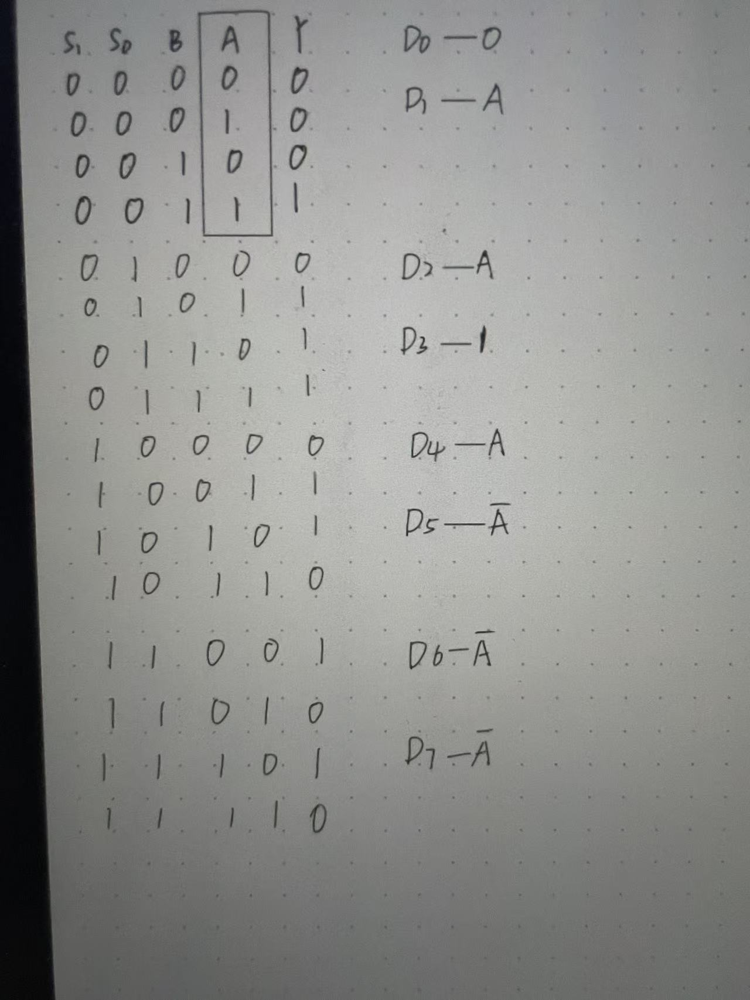 S₁ S₀ B A Y D₀ — 0
0 0 0 0 0
D₁ — A
0 0 0 1 0
0 0 1 0 0
0 0 1 1 1
0 1 0 0 0 D₂ — A
0 1 0 1 1
0 1 1 0 1 D₃ — 1
0 1 1 1 1
1 0 0 0 0 D₄ — A
1 0 0 1 1
1 0 1 0 1 D₅ — A̅
1 0 1 1 0
1 1 0 0 1 D₆ — A̅
1 1 0 1 0
1 1 1 0 1 D₇ — A̅
1 1 1 1 0